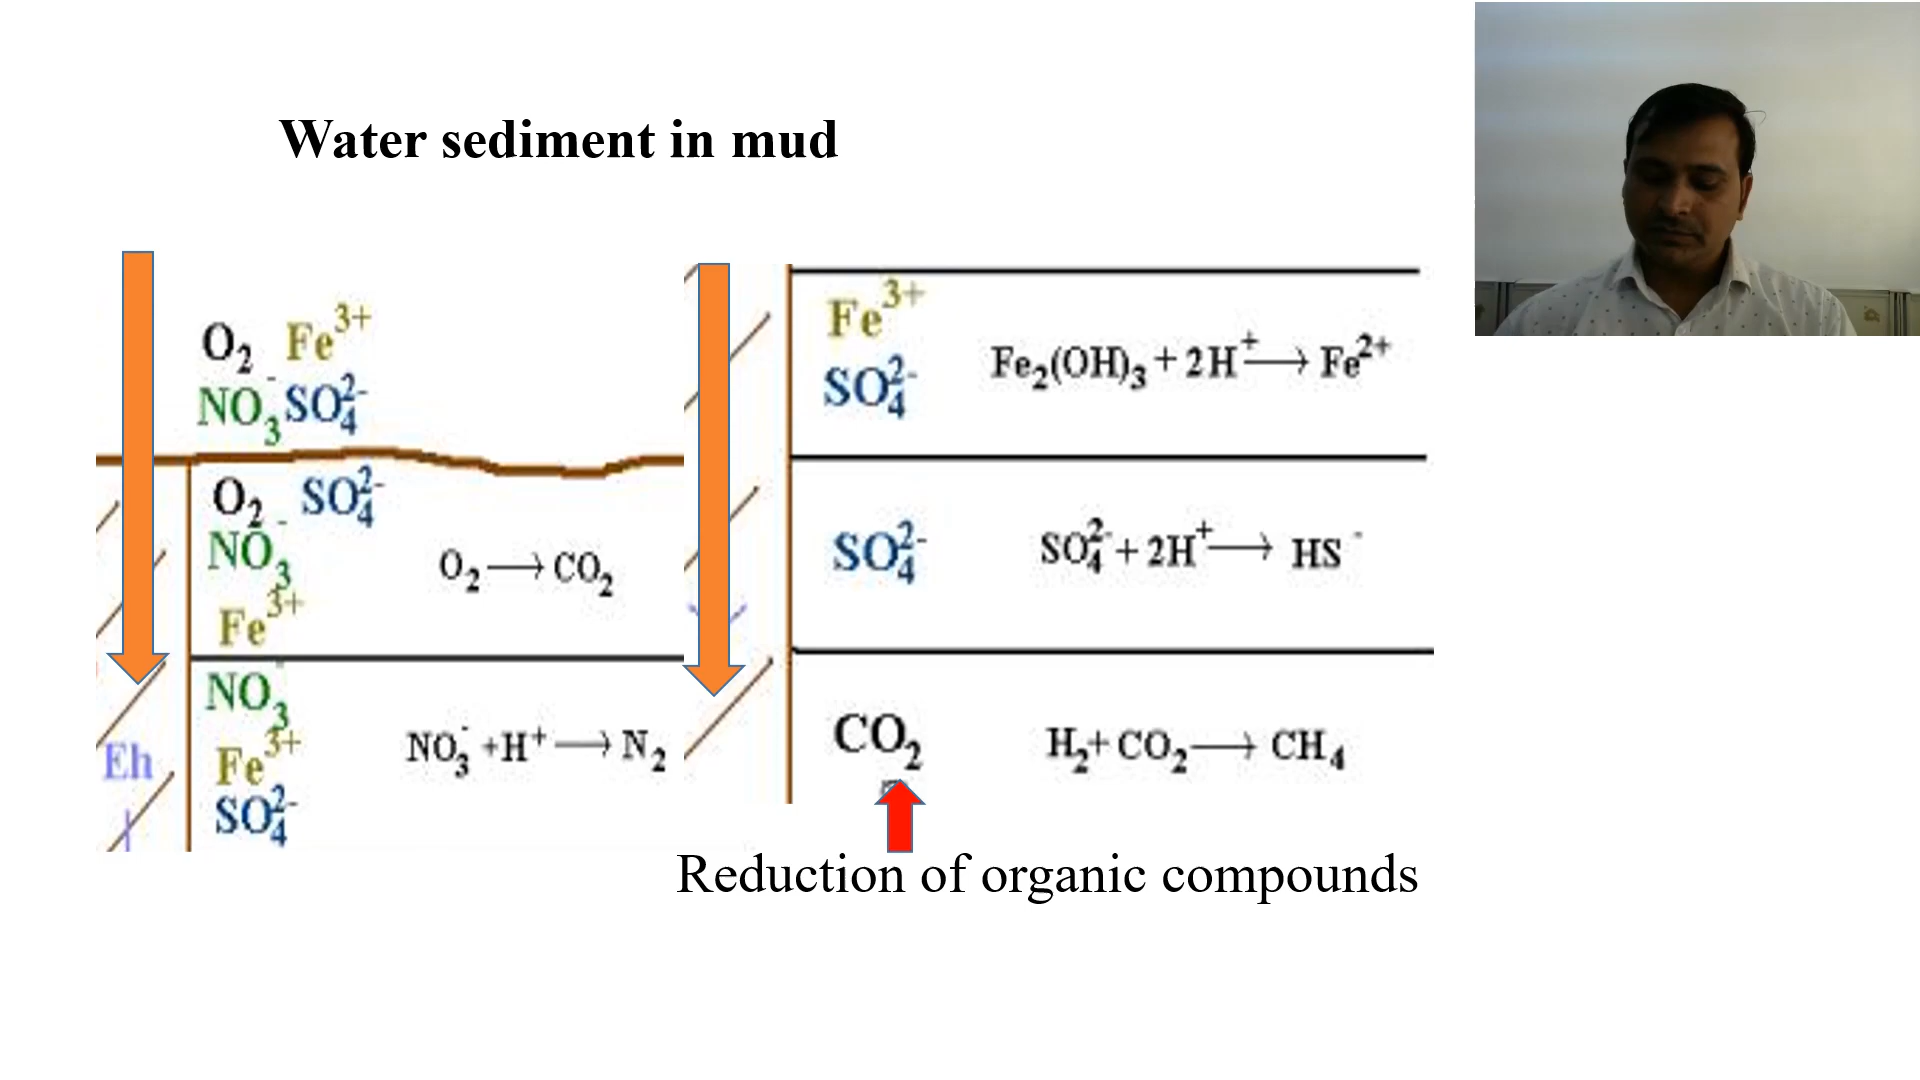 Water sediment in mud
O₂ Fe³⁺
NO₃⁻ SO₄²⁻
O₂ SO₄²⁻
NO₃⁻
O₂ → CO₂
Fe³⁺
NO₃⁻
NO₃⁻ + H⁺ → N₂
Fe³⁺
SO₄²⁻
Eh
Fe³⁺
SO₄²⁻
Fe₂(OH)₃ + 2H⁺ → Fe²⁺
SO₄²⁻
SO₄²⁻ + 2H⁺ → HS⁻
CO₂
H₂ + CO₂ → CH₄
Reduction of organic compounds